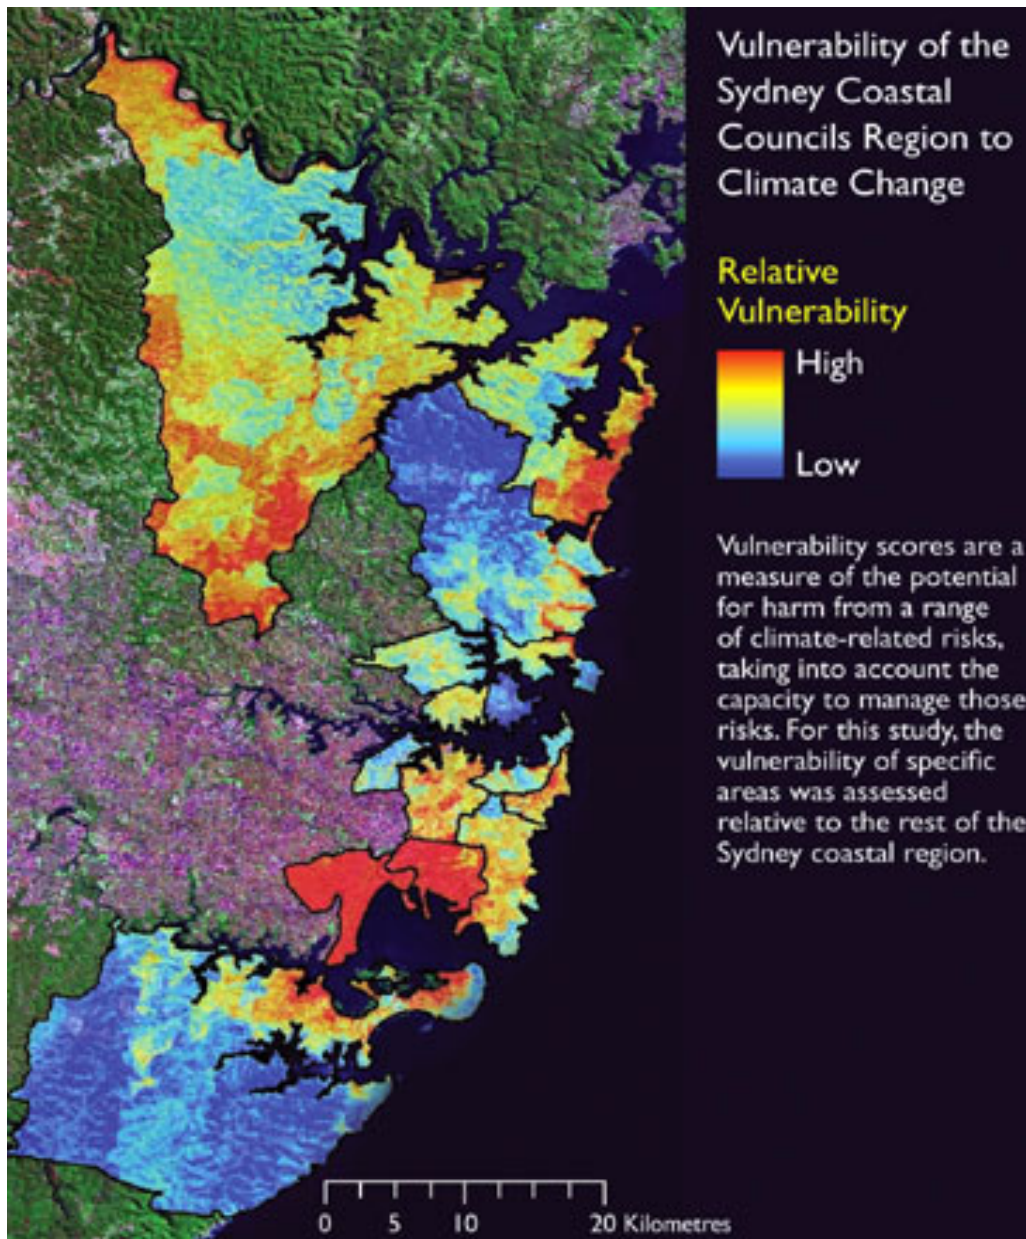 Vulnerability of the
Sydney Coastal
Councils Region to
Climate Change
Relative
Vulnerability
High
Low
Vulnerability scores are a
measure of the potential
for harm from a range
of climate-related risks,
taking into account the
capacity to manage those
risks. For this study, the
vulnerability of specific
areas was assessed
relative to the rest of the
Sydney coastal region.
0 5 10 20 Kilometres